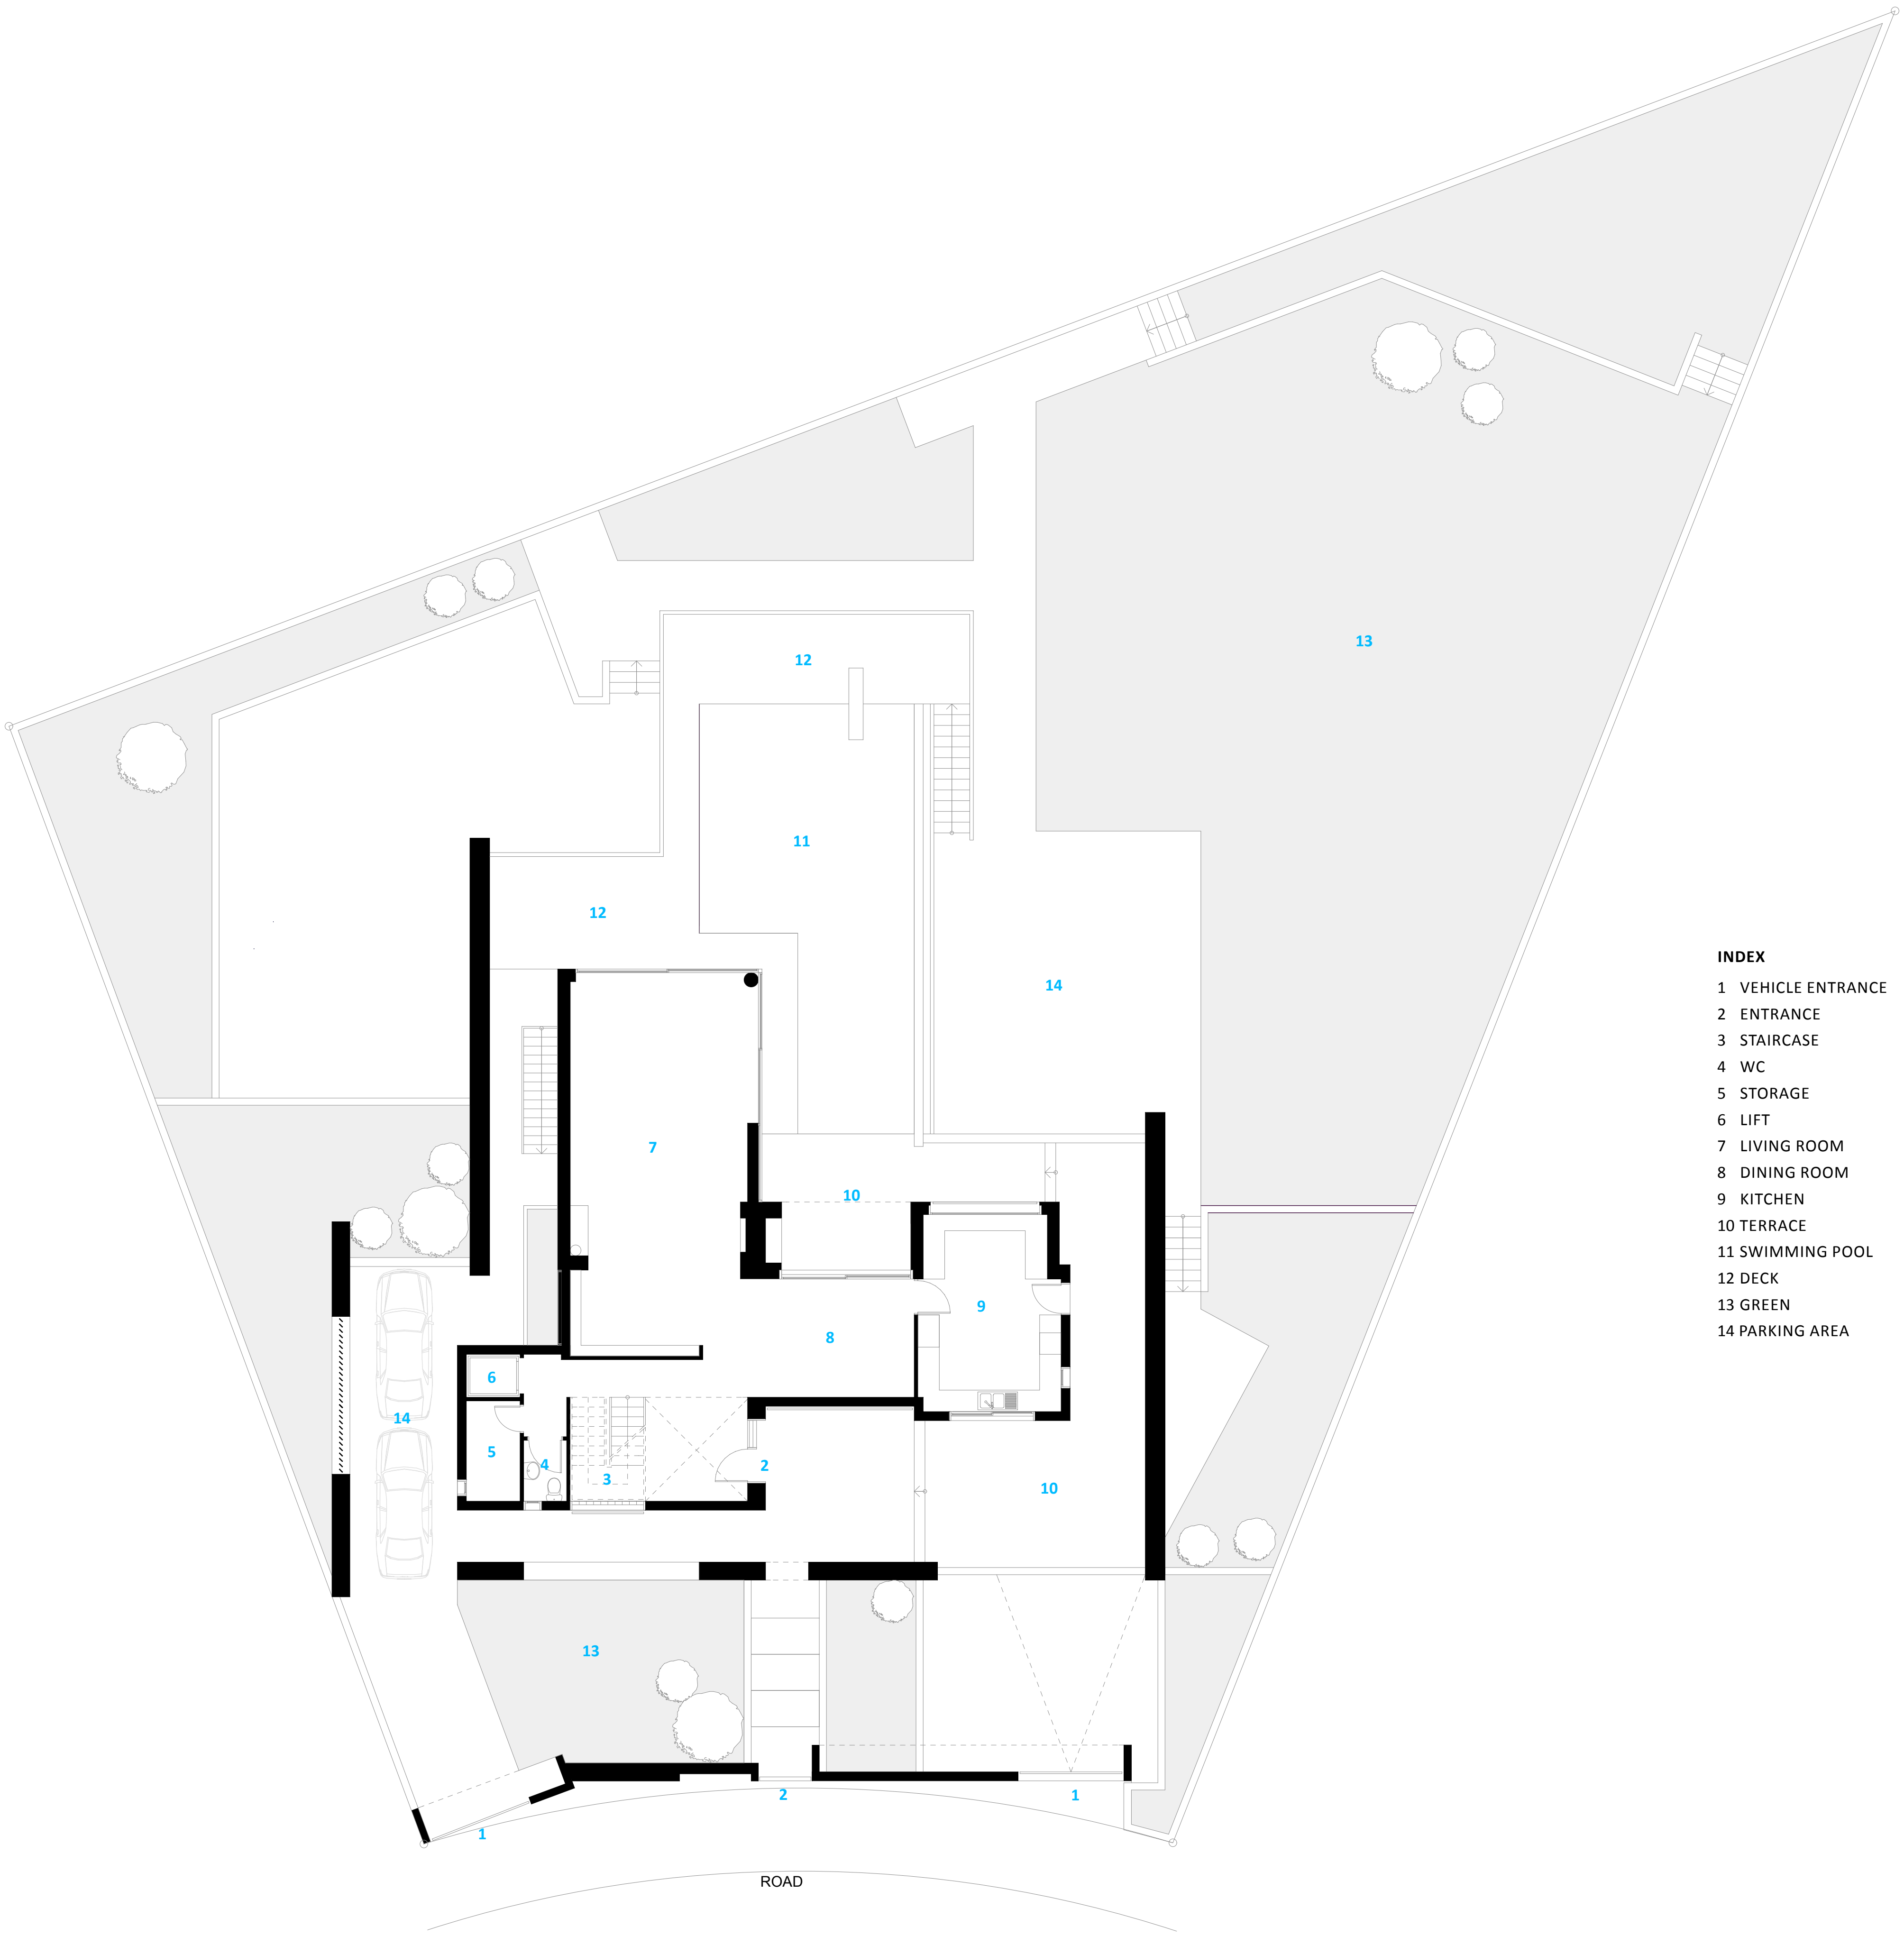 13
12
11
12
14
7
10
9
8
6
14
5
4
3
2
10
13
2
1
1
ROAD
INDEX
1 VEHICLE ENTRANCE
2 ENTRANCE
3 STAIRCASE
4 WC
5 STORAGE
6 LIFT
7 LIVING ROOM
8 DINING ROOM
9 KITCHEN
10 TERRACE
11 SWIMMING POOL
12 DECK
13 GREEN
14 PARKING AREA